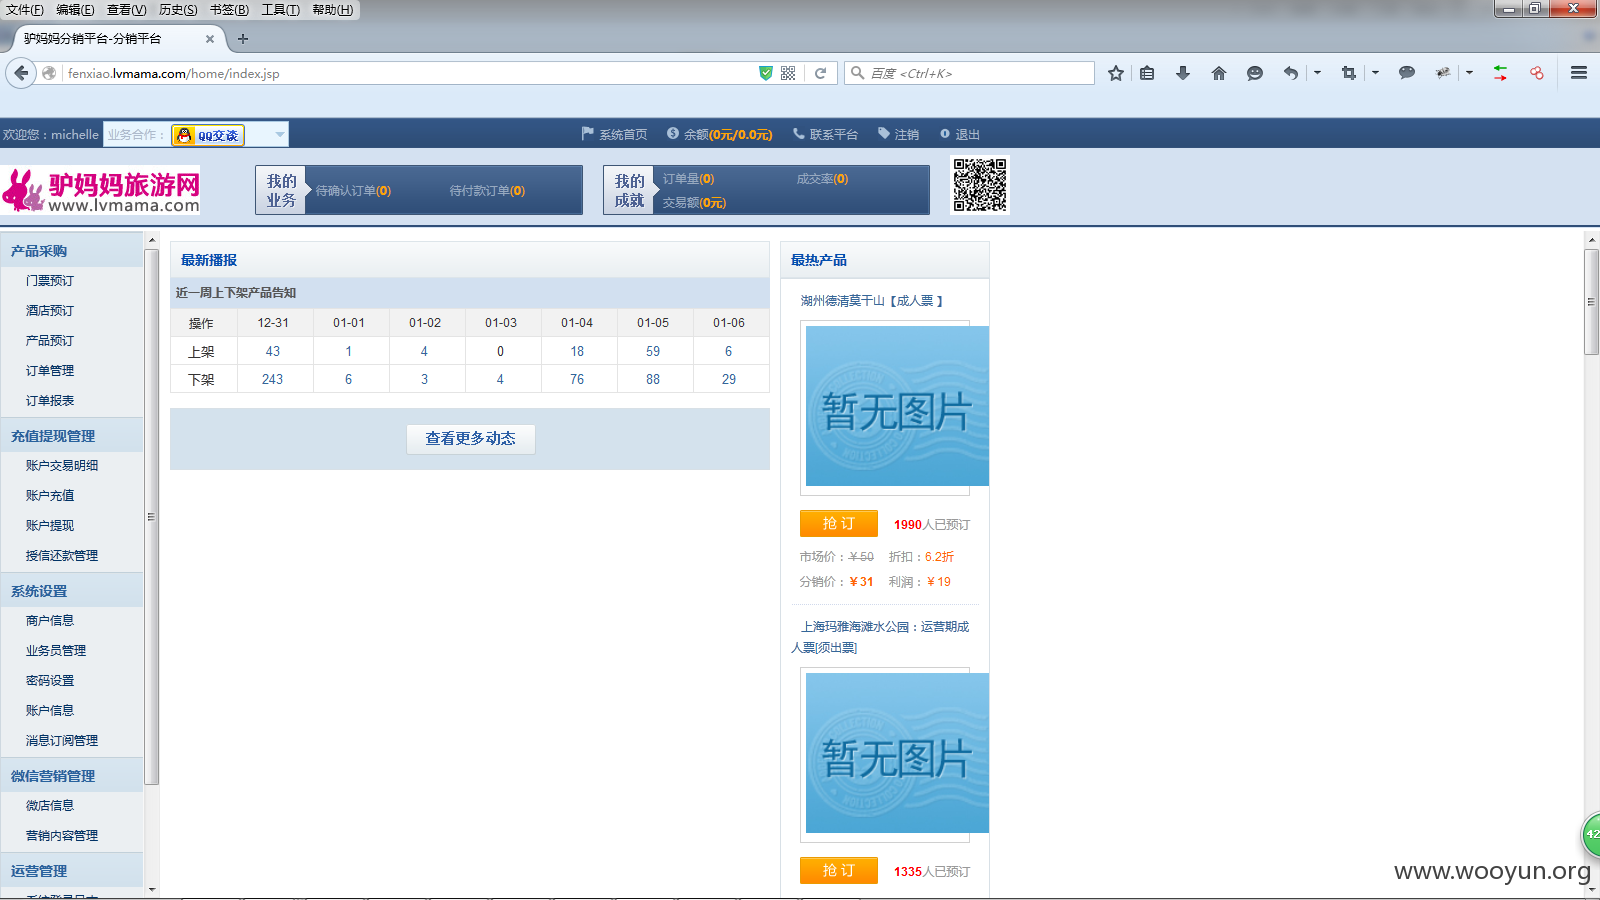 文件(F) 编辑(E) 查看(V) 历史(S) 书签(B) 工具(T) 帮助(H)
驴妈妈分销平台-分销平台
fenxiao.lvmama.com/home/index.jsp
百度 <Ctrl+K>
欢迎您：michelle 业务合作： QQ交谈
系统首页 余额(0元/0.0元) 联系平台 注销 退出
驴妈妈旅游网
www.lvmama.com
我的
业务
待确认订单(0) 待付款订单(0)
我的
成就
订单量(0) 成交率(0)
交易额(0元)
产品采购
门票预订
酒店预订
产品预订
订单管理
订单报表
充值提现管理
账户交易明细
账户充值
账户提现
授信还款管理
系统设置
商户信息
业务员管理
密码设置
账户信息
消息订阅管理
微信营销管理
微店信息
营销内容管理
运营管理
最新播报
近一周上下架产品告知
操作 12-31 01-01 01-02 01-03 01-04 01-05 01-06
上架 43 1 4 0 18 59 6
下架 243 6 3 4 76 88 29
查看更多动态
最热产品
湖州德清莫干山【成人票 】
暂无图片
抢 订 1990人已预订
市场价：￥50 折扣：6.2折
分销价：￥31 利润：￥19
上海玛雅海滩水公园：运营期成
人票[须出票]
暂无图片
抢 订 1335人已预订
42
www.wooyun.org